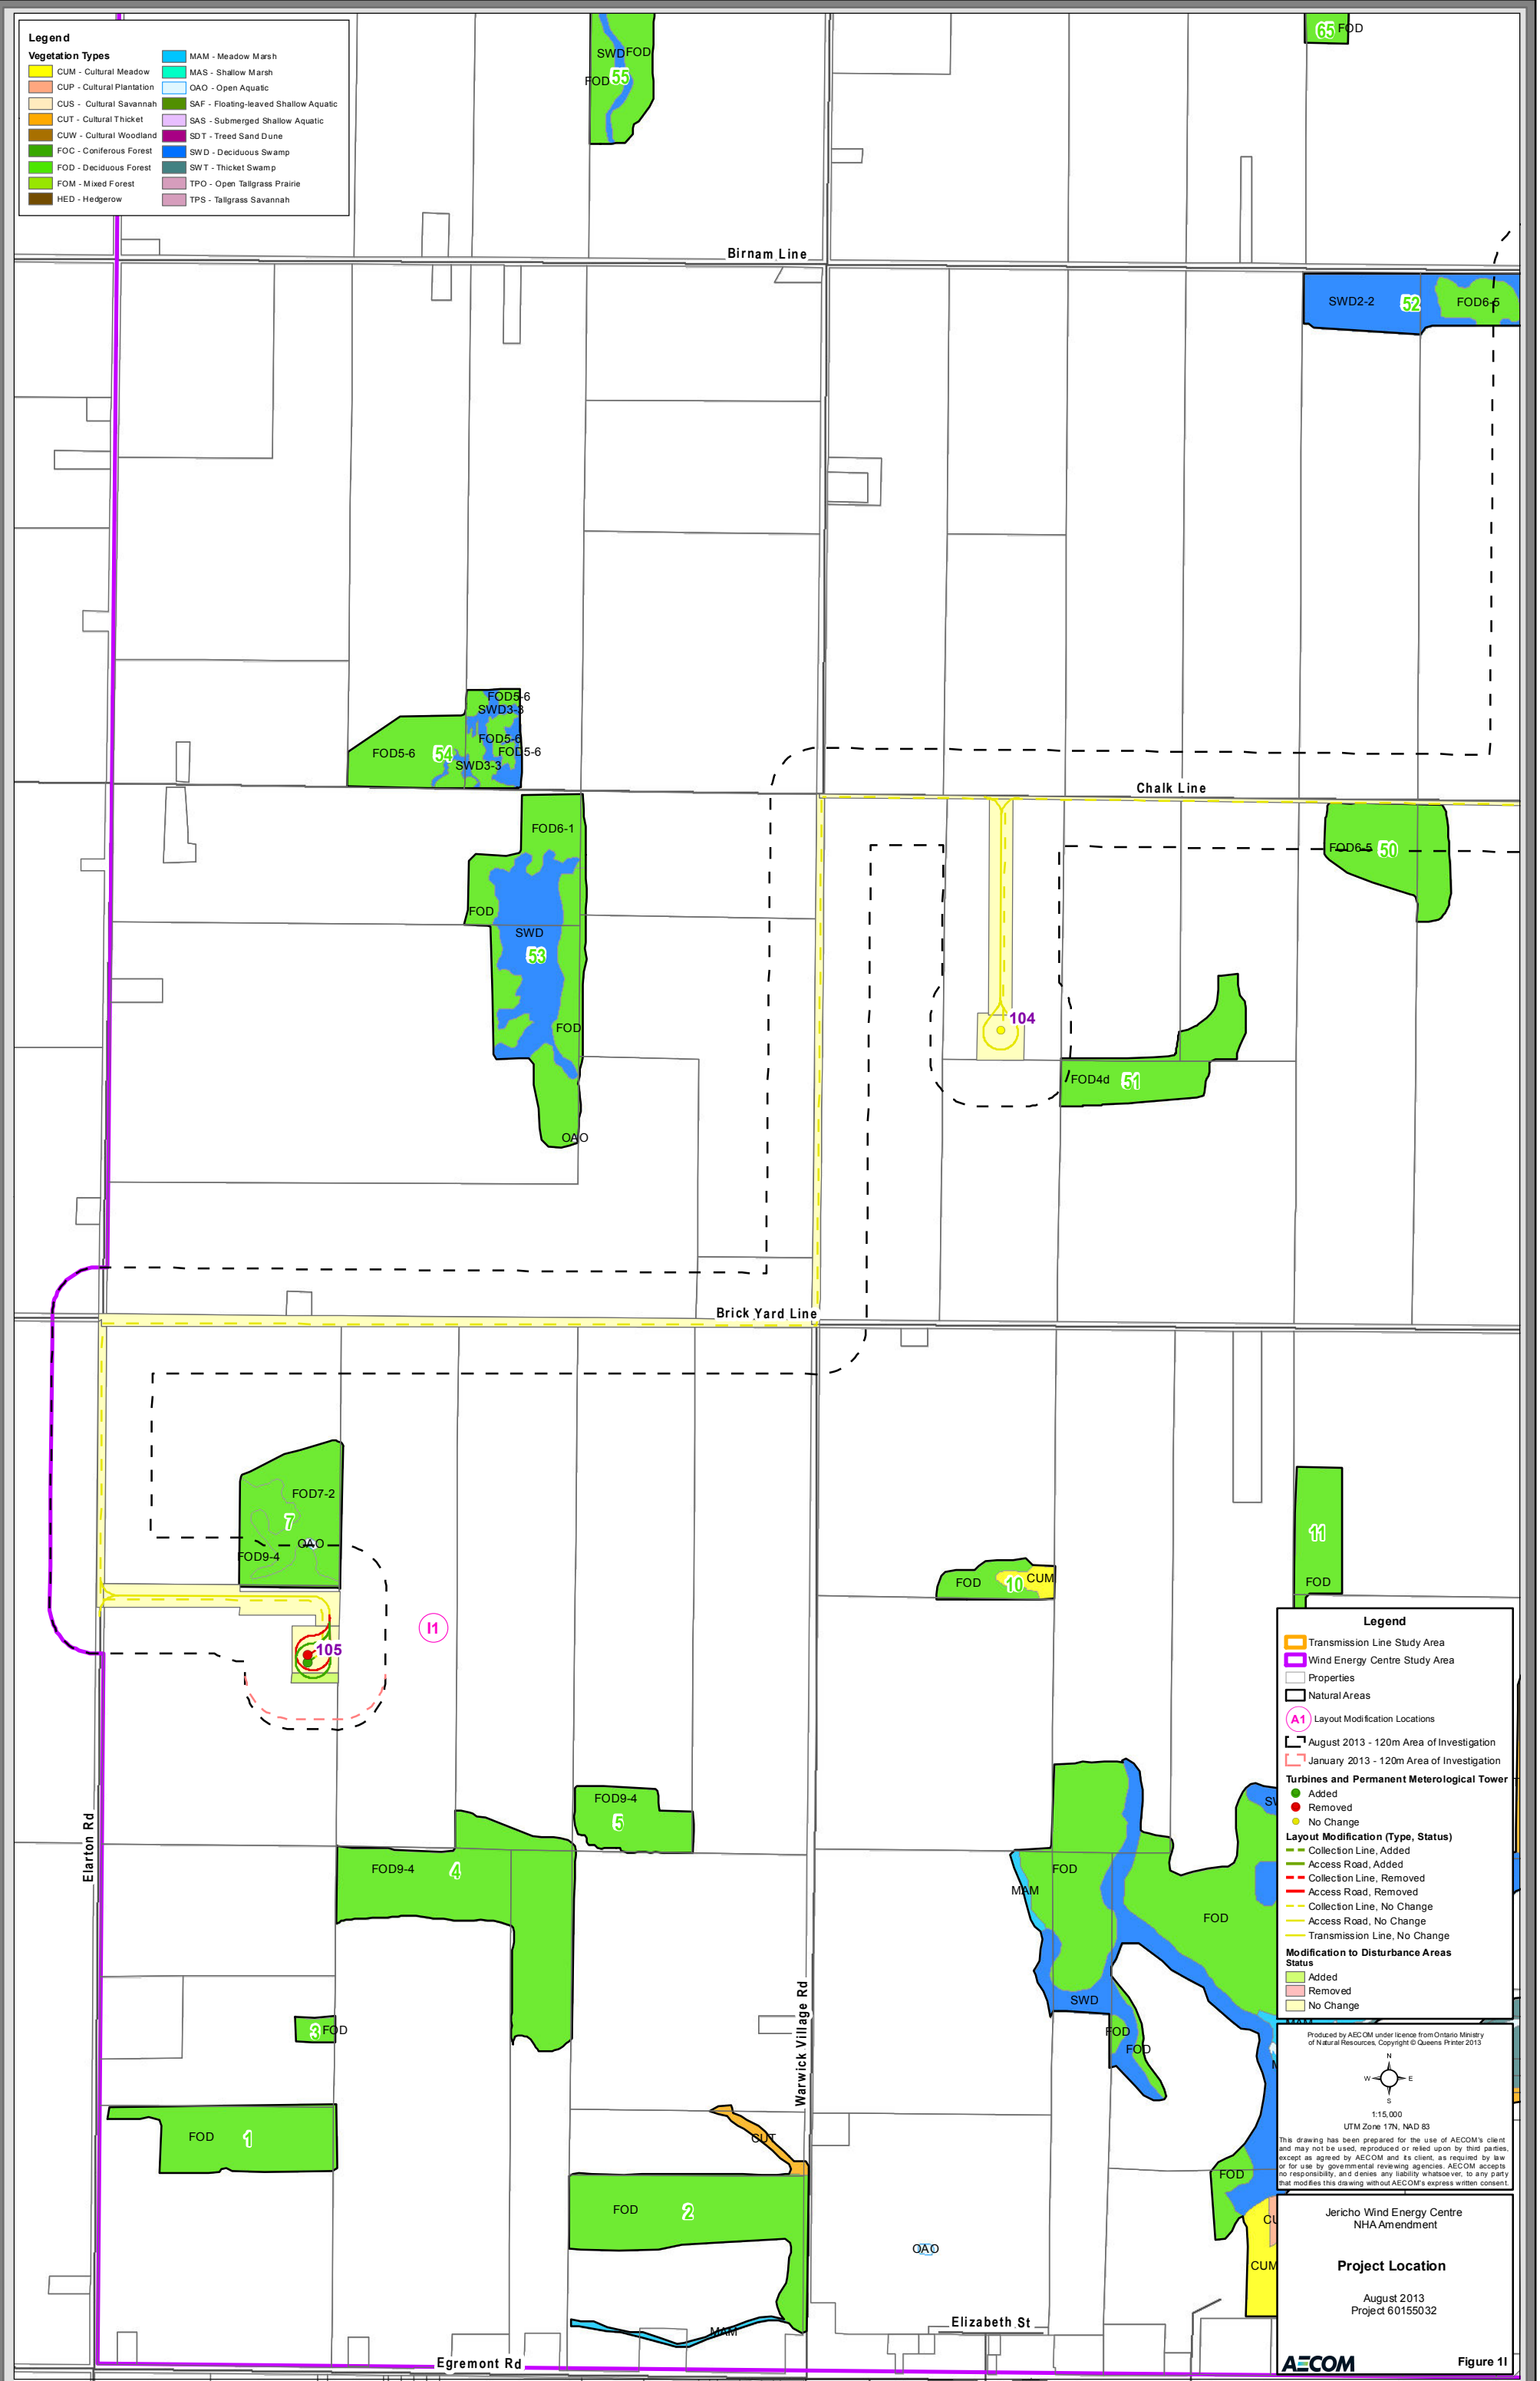 Legend
Vegetation Types
CUM - Cultural Meadow
CUP - Cultural Plantation
CUS - Cultural Savannah
CUT - Cultural Thicket
CUW - Cultural Woodland
FOC - Coniferous Forest
FOD - Deciduous Forest
FOM - Mixed Forest
HED - Hedgerow
MAM - Meadow Marsh
MAS - Shallow Marsh
OAO - Open Aquatic
SAF - Floating-leaved Shallow Aquatic
SAS - Submerged Shallow Aquatic
SDT - Treed Sand Dune
SWD - Deciduous Swamp
SWT - Thicket Swamp
TPO - Open Tallgrass Prairie
TPS - Tallgrass Savannah
SWD FOD
FOD 55
65 FOD
Birnam Line
SWD2-2 52 FOD6-5
FOD5-6
SWD3-3
FOD5-6
FOD5-6 54 FOD5-6
SWD3-3
Chalk Line
FOD6-1
FOD6-5 50
FOD
SWD
53
FOD
104
FOD4d 51
OAO
Brick Yard Line
FOD7-2
7
OAO
FOD9-4
11
FOD
FOD 10 CUM
I1
105
FOD9-4
5
FOD9-4 4
Elarton Rd
FOD
MAM
FOD
SWD
FOD
FOD
3 FOD
Warwick Village Rd
FOD 1
CUT
FOD
FOD 2
OAO
CUM
MAM
Elizabeth St
Egremont Rd
Legend
Transmission Line Study Area
Wind Energy Centre Study Area
Properties
Natural Areas
A1 Layout Modification Locations
August 2013 - 120m Area of Investigation
January 2013 - 120m Area of Investigation
Turbines and Permanent Meterological Tower
Added
Removed
No Change
Layout Modification (Type, Status)
Collection Line, Added
Access Road, Added
Collection Line, Removed
Access Road, Removed
Collection Line, No Change
Access Road, No Change
Transmission Line, No Change
Modification to Disturbance Areas
Status
Added
Removed
No Change
Produced by AECOM under licence from Ontario Ministry
of Natural Resources, Copyright © Queens Printer 2013
N
W E
S
1:15,000
UTM Zone 17N, NAD 83
This drawing has been prepared for the use of AECOM's client
and may not be used, reproduced or relied upon by third parties,
except as agreed by AECOM and its client, as required by law
or for use by governmental reviewing agencies. AECOM accepts
no responsibility, and denies any liability whatsoever, to any party
that modifies this drawing without AECOM's express written consent.
Jericho Wind Energy Centre
NHA Amendment
Project Location
August 2013
Project 60155032
AECOM
Figure 1I